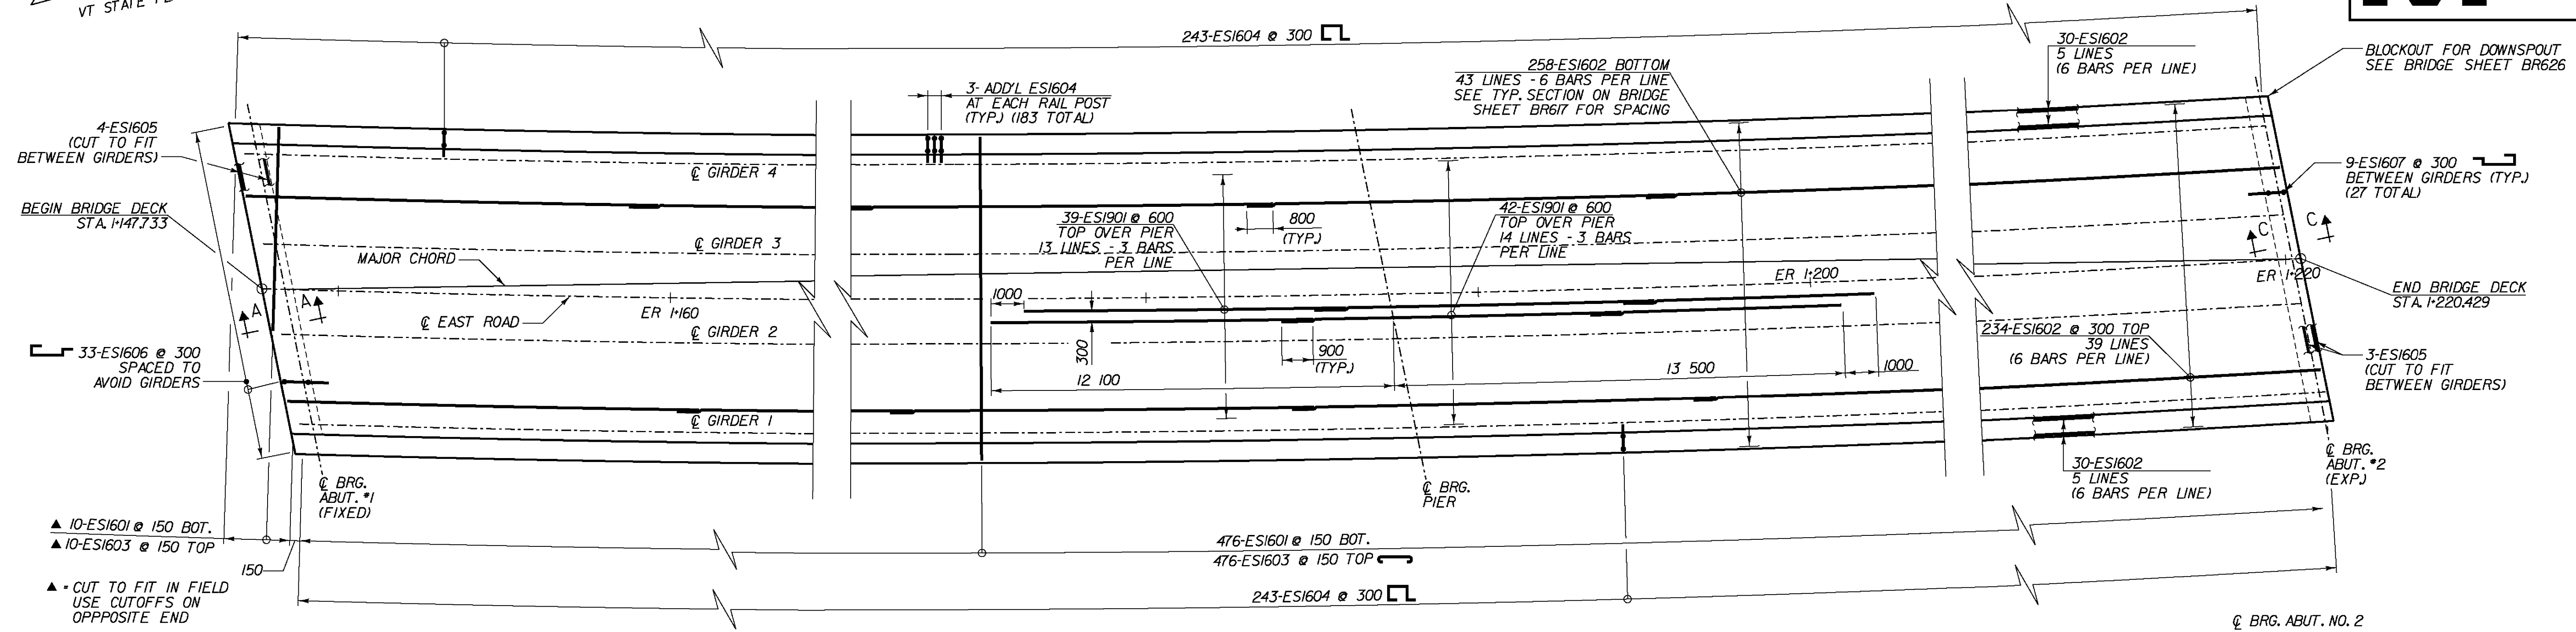 VT STATE
243-ES1604 @ 300
30-ES1602
5 LINES
(6 BARS PER LINE)
BLOCKOUT FOR DOWNSPOUT
SEE BRIDGE SHEET BR626
258-ES1602 BOTTOM
43 LINES - 6 BARS PER LINE
SEE TYP. SECTION ON BRIDGE
SHEET BR617 FOR SPACING
3- ADD'L ES1604
AT EACH RAIL POST
(TYP.) (183 TOTAL)
4-ES1605
(CUT TO FIT
BETWEEN GIRDERS)
℄ GIRDER 4
9-ES1607 @ 300
BETWEEN GIRDERS (TYP.)
(27 TOTAL)
BEGIN BRIDGE DECK
STA. 1+147.733
39-ES1901 @ 600
TOP OVER PIER
13 LINES - 3 BARS
PER LINE
800
(TYP.)
42-ES1901 @ 600
TOP OVER PIER
14 LINES - 3 BARS
PER LINE
℄ GIRDER 3
C
C
MAJOR CHORD
ER 1+200
ER 1+220
END BRIDGE DECK
STA. 1+220.429
A
A
1000
ER 1+160
℄ EAST ROAD
℄ GIRDER 2
300
900
(TYP.)
234-ES1602 @ 300 TOP
39 LINES
(6 BARS PER LINE)
33-ES1606 @ 300
SPACED TO
AVOID GIRDERS
3-ES1605
(CUT TO FIT
BETWEEN GIRDERS)
12 100
13 500
1000
℄ GIRDER 1
℄ BRG.
ABUT. #1
(FIXED)
℄ BRG.
PIER
30-ES1602
5 LINES
(6 BARS PER LINE)
℄ BRG.
ABUT. #2
(EXP.)
▲ 10-ES1601 @ 150 BOT.
▲ 10-ES1603 @ 150 TOP
150
476-ES1601 @ 150 BOT.
476-ES1603 @ 150 TOP
▲ = CUT TO FIT IN FIELD
USE CUTOFFS ON
OPPPOSITE END
243-ES1604 @ 300
℄ BRG. ABUT. NO. 2